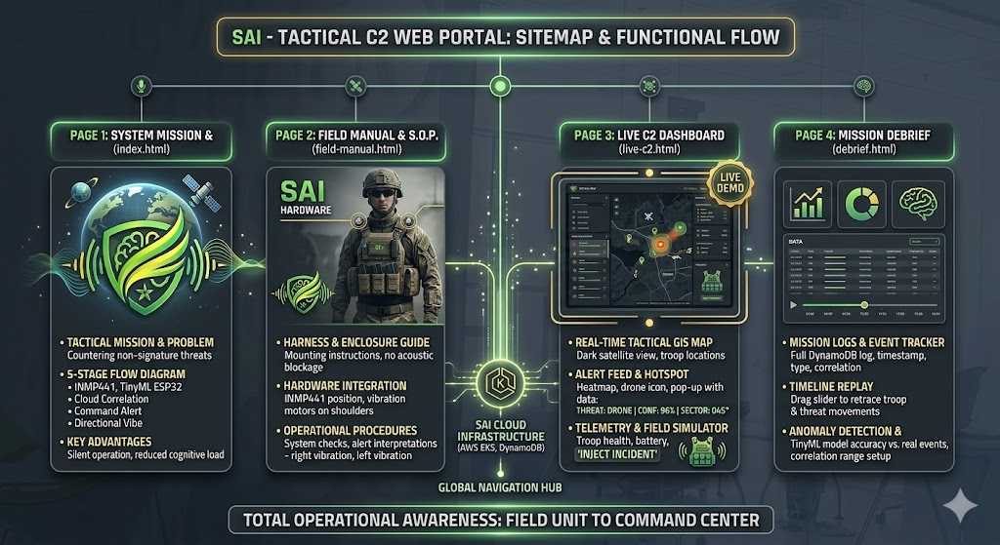 SAI - TACTICAL C2 WEB PORTAL: SITEMAP & FUNCTIONAL FLOW
PAGE 1: SYSTEM MISSION &
(index.html)
• TACTICAL MISSION & PROBLEM
Countering non-signature threats
• 5-STAGE FLOW DIAGRAM
• INMP441, TinyML ESP32
• Cloud Correlation
• Command Alert
• Directional Vibe
• KEY ADVANTAGES
Silent operation, reduced cognitive load
PAGE 2: FIELD MANUAL & S.O.P.
(field-manual.html)
SAI
HARDWARE
• HARNESS & ENCLOSURE GUIDE
Mounting instructions, no acoustic
blockage
• HARDWARE INTEGRATION
INMP441 position, vibration
motors on shoulders
• OPERATIONAL PROCEDURES
System checks, alert interpretations
- right vibration, left vibration
K
SAI CLOUD
INFRASTRUCTURE
(AWS EKS, DynamoDB)
GLOBAL NAVIGATION HUB
PAGE 3: LIVE C2 DASHBOARD
(live-c2.html)
LIVE
DEMO
• REAL-TIME TACTICAL GIS MAP
Dark satellite view, troop locations
• ALERT FEED & HOTSPOT
Heatmap, drone icon, pop-up with
data:
THREAT: DRONE | CONF: 96% | SECTOR: 045°
• TELEMETRY & FIELD SIMULATOR
Troop health, battery,
'INJECT INCIDENT'
PAGE 4: MISSION DEBRIEF
(debrief.html)
DATA
• MISSION LOGS & EVENT TRACKER
Full DynamoDB log, timestamp,
type, correlation
• TIMELINE REPLAY
Drag slider to retrace troop
& threat movements
• ANOMALY DETECTION &
TinyML model accuracy vs. real events,
correlation range setup
TOTAL OPERATIONAL AWARENESS: FIELD UNIT TO COMMAND CENTER